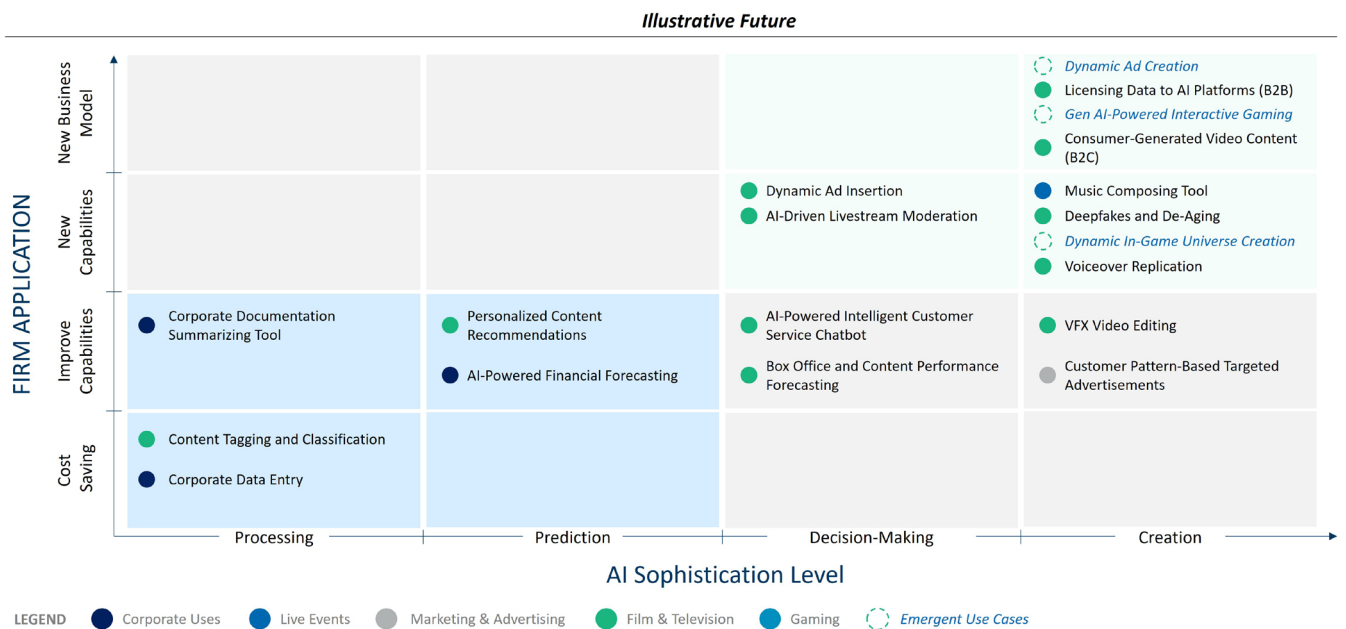 Illustrative Future
FIRM APPLICATION
New Business
Model
Dynamic Ad Creation
Licensing Data to AI Platforms (B2B)
Gen AI-Powered Interactive Gaming
Consumer-Generated Video Content
(B2C)
New
Capabilities
Dynamic Ad Insertion
AI-Driven Livestream Moderation
Music Composing Tool
Deepfakes and De-Aging
Dynamic In-Game Universe Creation
Voiceover Replication
Improve
Capabilities
Corporate Documentation
Summarizing Tool
Personalized Content
Recommendations
AI-Powered Financial Forecasting
AI-Powered Intelligent Customer
Service Chatbot
Box Office and Content Performance
Forecasting
VFX Video Editing
Customer Pattern-Based Targeted
Advertisements
Cost
Saving
Content Tagging and Classification
Corporate Data Entry
Processing
Prediction
Decision-Making
Creation
AI Sophistication Level
LEGEND
Corporate Uses
Live Events
Marketing & Advertising
Film & Television
Gaming
Emergent Use Cases